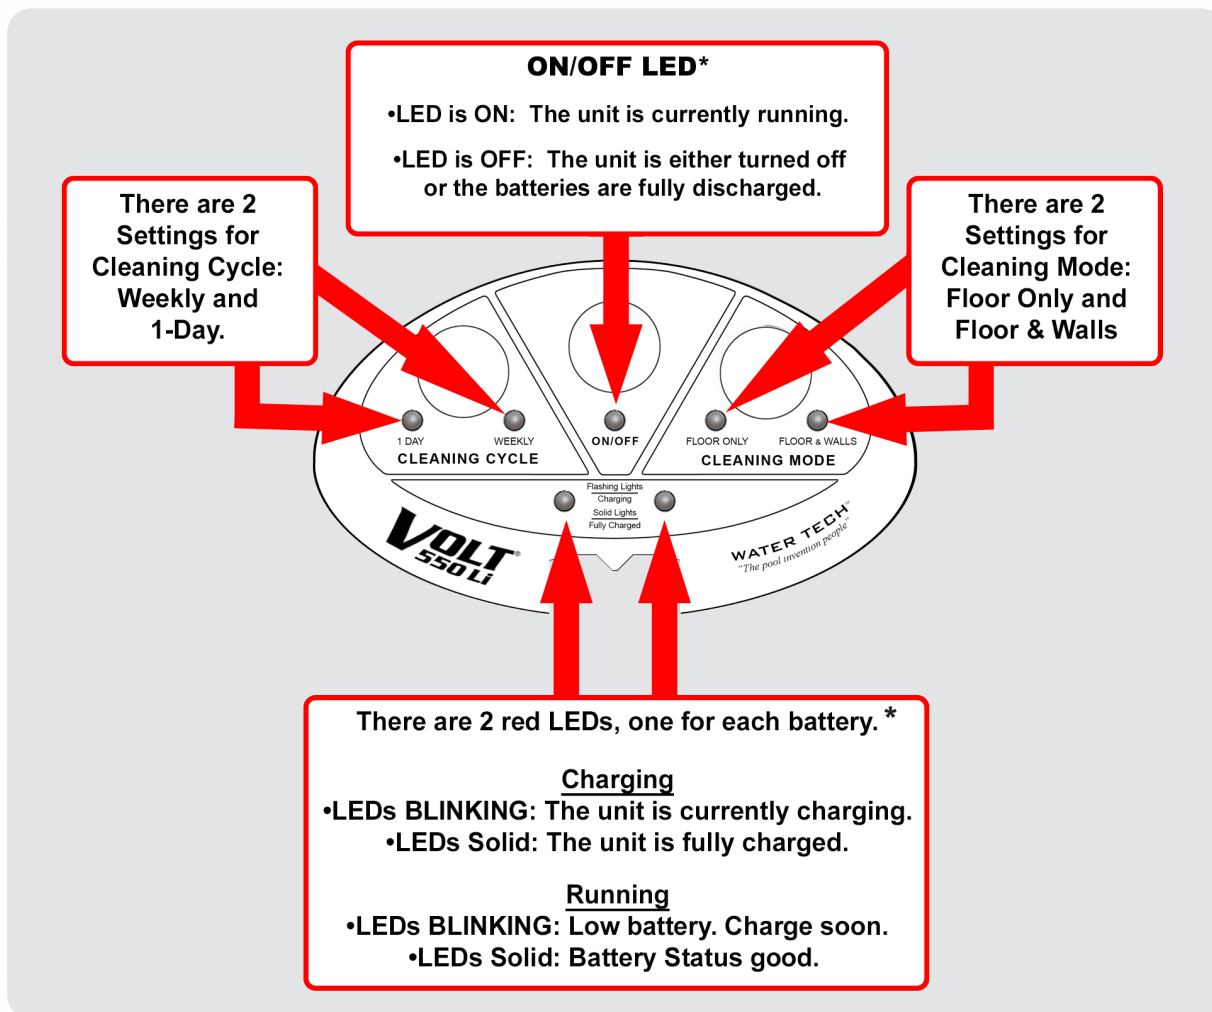 ON/OFF LED*
•LED is ON:  The unit is currently running.
•LED is OFF:  The unit is either turned off
or the batteries are fully discharged.
There are 2
Settings for
Cleaning Cycle:
Weekly and
1-Day.
There are 2
Settings for
Cleaning Mode:
Floor Only and
Floor & Walls
1 DAY
WEEKLY
CLEANING CYCLE
ON/OFF
FLOOR ONLY
FLOOR & WALLS
CLEANING MODE
Flashing Lights
Charging
Solid Lights
Fully Charged
VOLT®
550 Li
WATER TECH™
"The pool invention people"
There are 2 red LEDs, one for each battery.*
Charging
•LEDs BLINKING: The unit is currently charging.
•LEDs Solid: The unit is fully charged.
Running
•LEDs BLINKING: Low battery. Charge soon.
•LEDs Solid: Battery Status good.